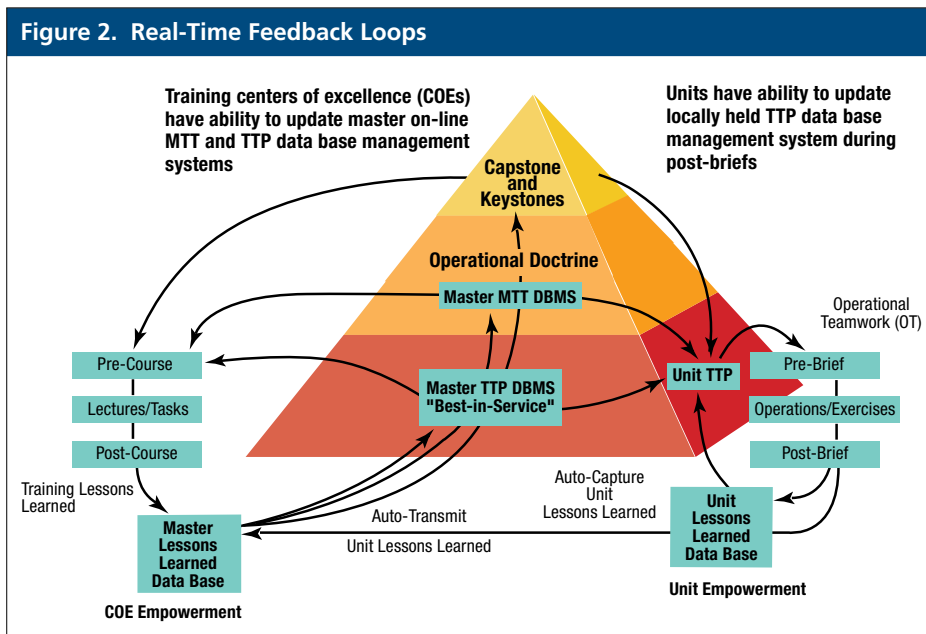 Figure 2. Real-Time Feedback Loops
Training centers of excellence (COEs)
have ability to update master on-line
MTT and TTP data base management
systems
Units have ability to update
locally held TTP data base
management system during
post-briefs
Capstone
and
Keystones
Operational Doctrine
Master MTT DBMS
Operational
Teamwork (OT)
Pre-Course
Lectures/Tasks
Post-Course
Master TTP DBMS
"Best-in-Service"
Unit TTP
Pre-Brief
Operations/Exercises
Post-Brief
Training Lessons
Learned
Auto-Capture
Unit
Lessons Learned
Master
Lessons
Learned
Data Base
Auto-Transmit
Unit Lessons Learned
Unit
Lessons
Learned
Data Base
COE Empowerment
Unit Empowerment